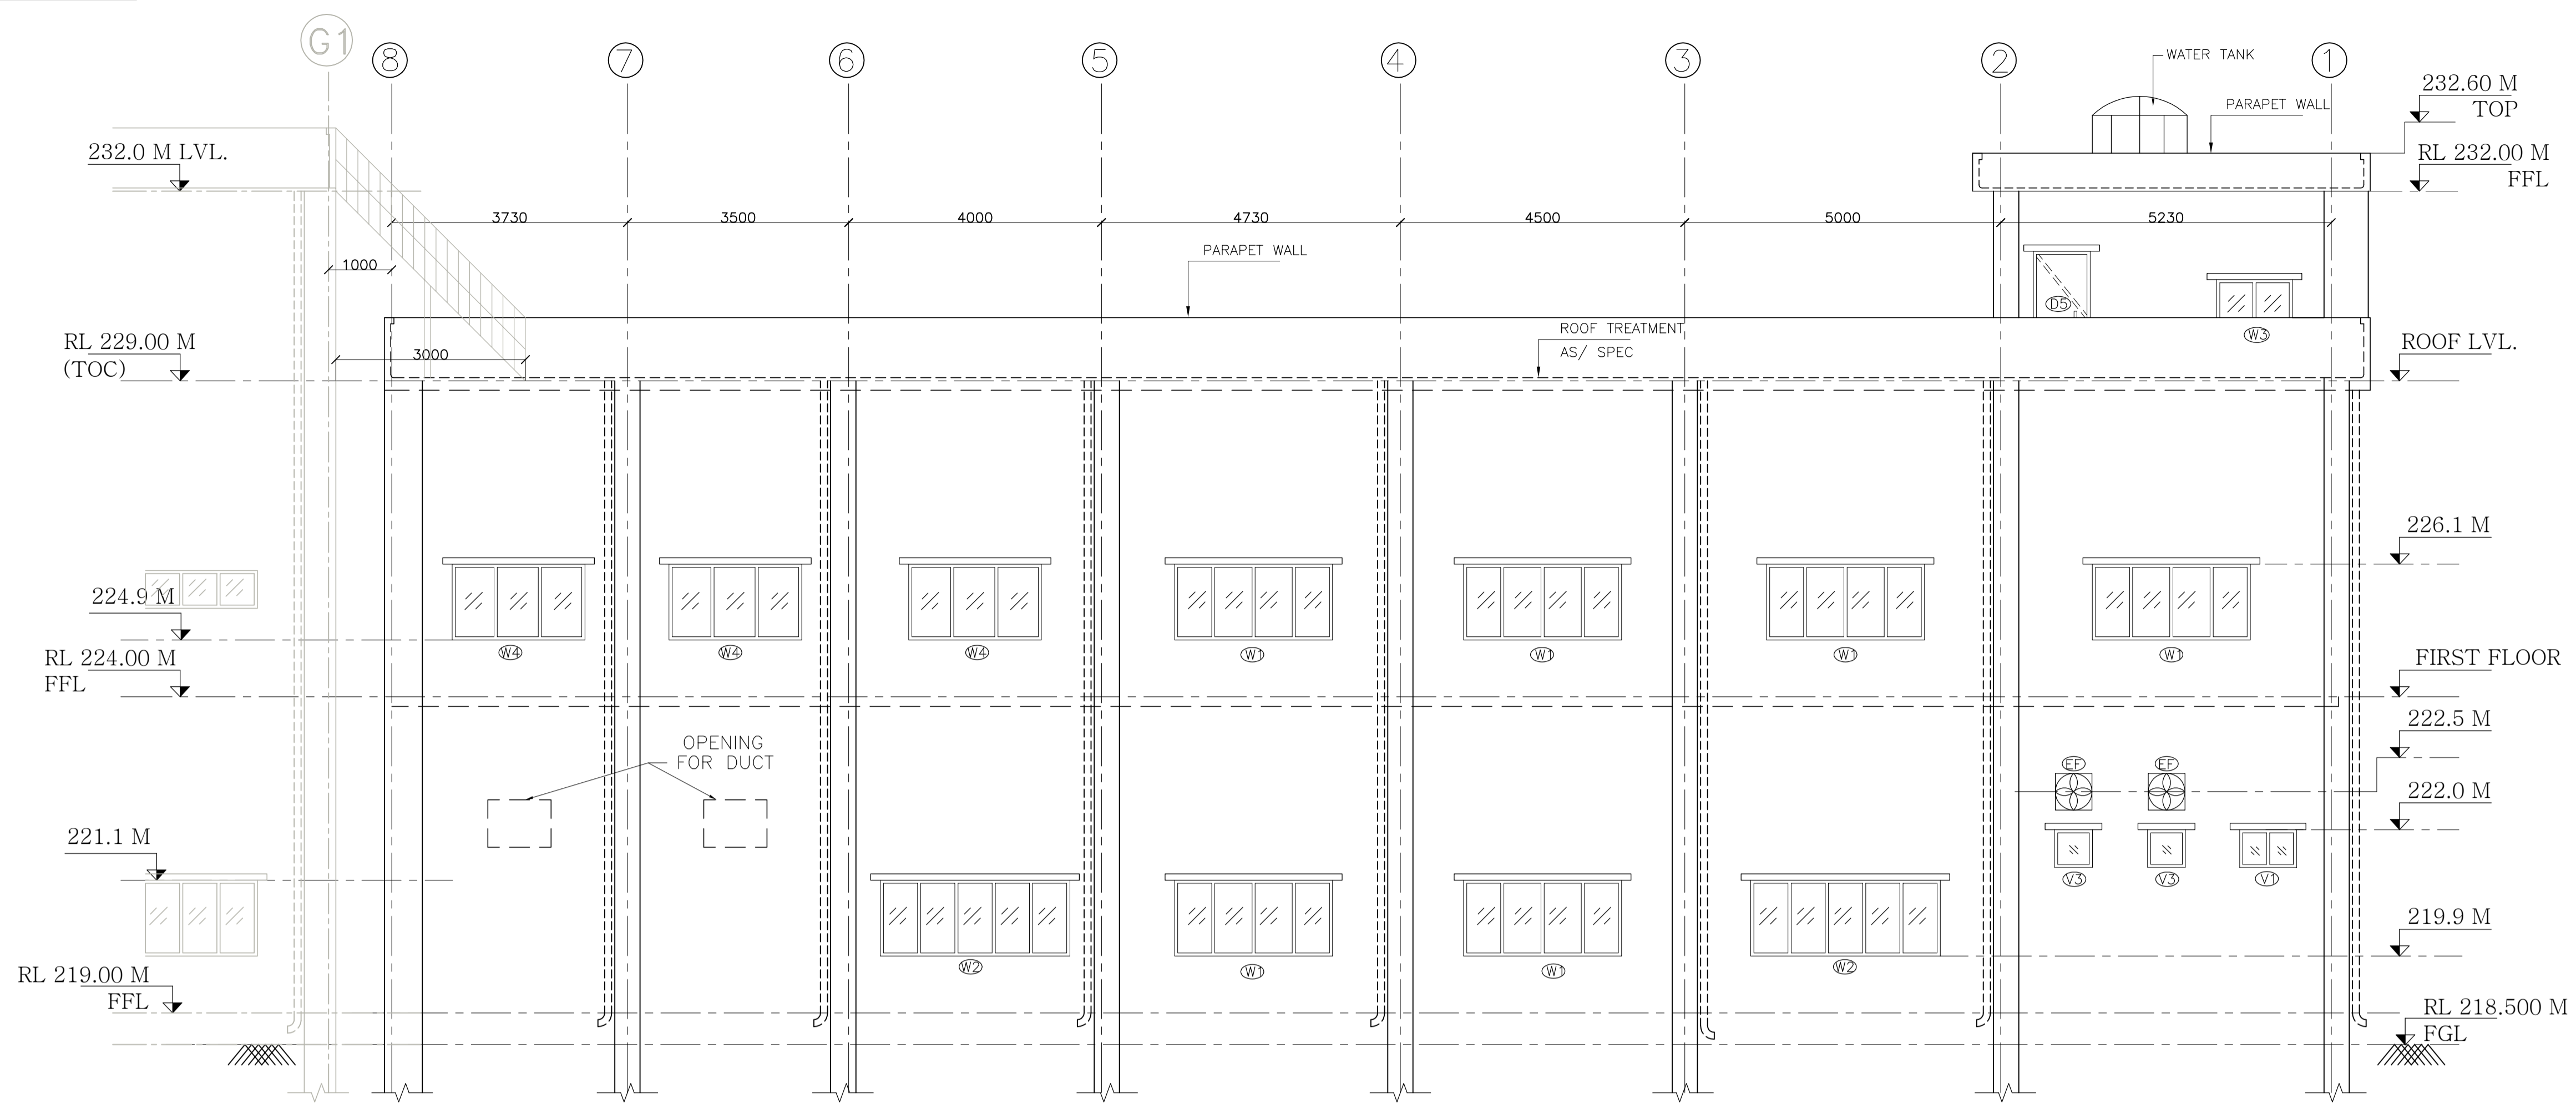 G1
8
7
6
5
4
3
2
1
WATER TANK
PARAPET WALL
232.60 M
TOP
232.0 M LVL.
RL 232.00 M
FFL
3730
3500
4000
4730
4500
5000
5230
1000
PARAPET WALL
D5
W3
ROOF TREATMENT
AS/ SPEC
RL 229.00 M
(TOC)
3000
ROOF LVL.
226.1 M
224.9 M
W4
W4
W4
W1
W1
W1
W1
RL 224.00 M
FFL
FIRST FLOOR
222.5 M
OPENING
FOR DUCT
EF
EF
222.0 M
221.1 M
V3
V3
V1
219.9 M
W2
W1
W1
W2
RL 219.00 M
FFL
RL 218.500 M
FGL